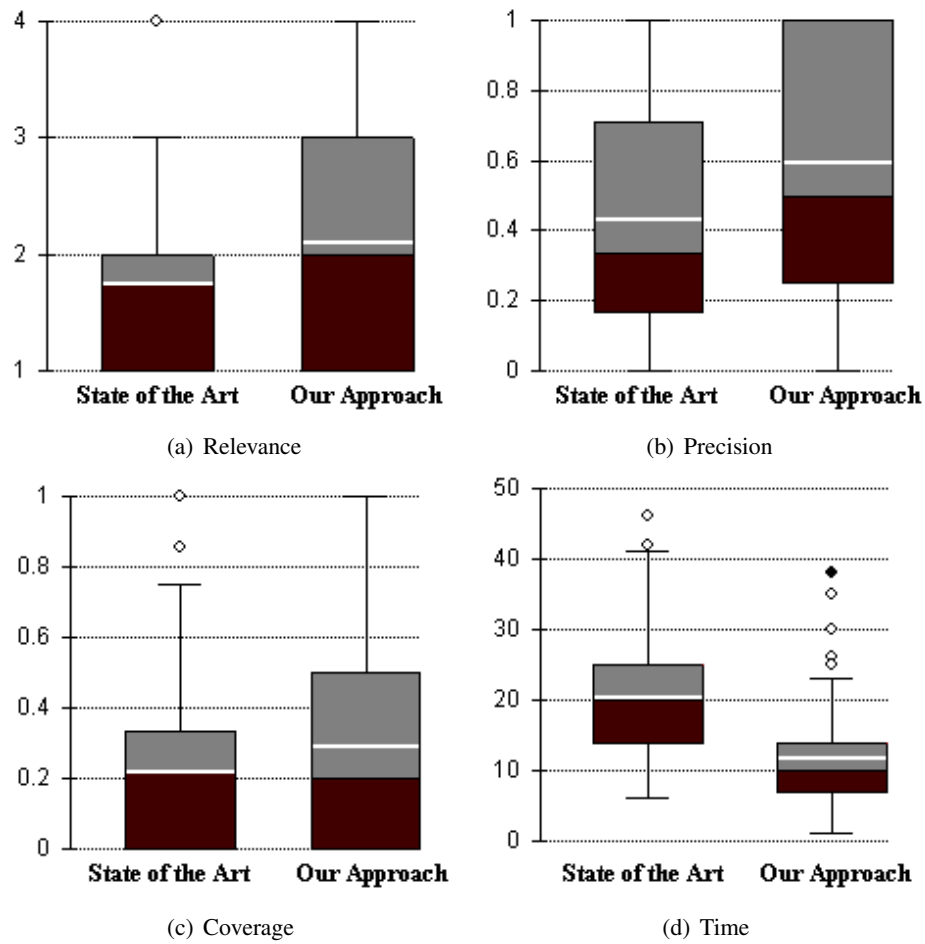 4
3
2
1
State of the Art Our Approach
(a) Relevance
1
0.8
0.6
0.4
0.2
0
State of the Art Our Approach
(b) Precision
1
0.8
0.6
0.4
0.2
0
State of the Art Our Approach
(c) Coverage
50
40
30
20
10
0
State of the Art Our Approach
(d) Time